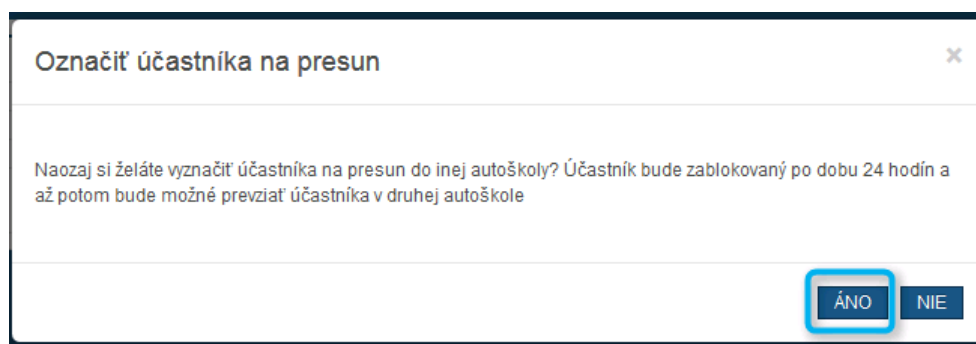 Označiť účastníka na presun
×
Naozaj si želáte vyznačiť účastníka na presun do inej autoškoly? Účastník bude zablokovaný po dobu 24 hodín a
až potom bude možné prevziať účastníka v druhej autoškole
ÁNO NIE